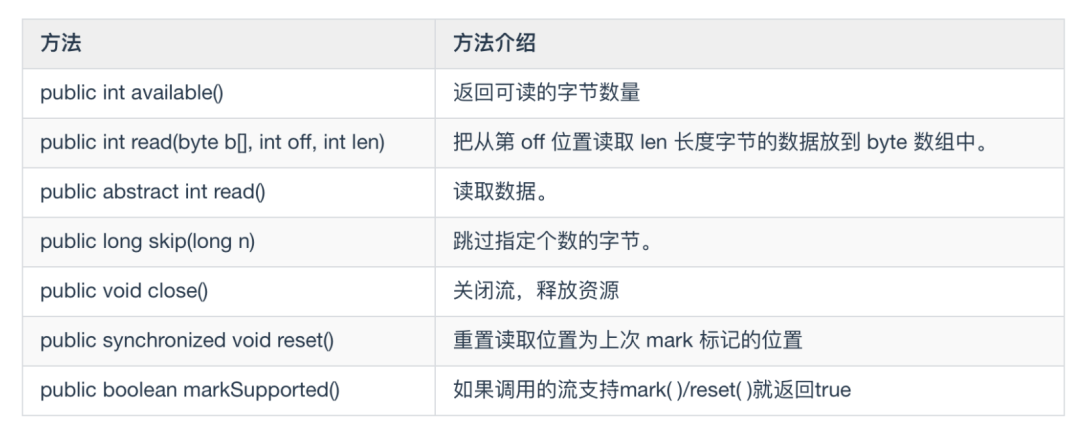 方法 方法介绍
public int available() 返回可读的字节数量
public int read(byte b[], int off, int len) 把从第 off 位置读取 len 长度字节的数据放到 byte 数组中。
public abstract int read() 读取数据。
public long skip(long n) 跳过指定个数的字节。
public void close() 关闭流，释放资源
public synchronized void reset() 重置读取位置为上次 mark 标记的位置
public boolean markSupported() 如果调用的流支持mark( )/reset( )就返回true